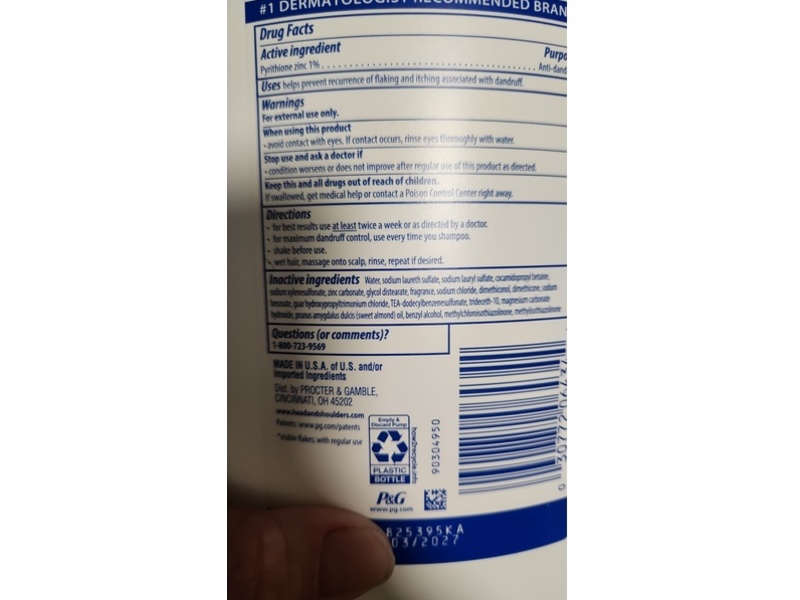 #1 DERMATOLOGIST RECOMMENDED BRAN
Drug Facts
Active ingredient Purpo
Pyrithione zinc 1% Anti-dand
Uses helps prevent recurrence of flaking and itching associated with dandruff.
Warnings
For external use only.
When using this product
• avoid contact with eyes. If contact occurs, rinse eyes thoroughly with water.
Stop use and ask a doctor if
• condition worsens or does not improve after regular use of this product as directed.
Keep this and all drugs out of reach of children.
If swallowed, get medical help or contact a Poison Control Center right away.
Directions
• for best results use at least twice a week or as directed by a doctor.
• for maximum dandruff control, use every time you shampoo.
• shake before use.
• wet hair, massage onto scalp, rinse, repeat if desired.
Inactive ingredients Water, sodium laureth sulfate, sodium lauryl sulfate, cocamidopropyl betaine,
sodium xylenesulfonate, zinc carbonate, glycol distearate, fragrance, sodium chloride, dimethiconol, dimethicone, sodium
benzoate, guar hydroxypropyltrimonium chloride, TEA-dodecylbenzenesulfonate, trideceth-10, magnesium carbonate
hydroxide, prunus amygdalus dulcis (sweet almond) oil, benzyl alcohol, methylchloroisothiazolinone, methylisothiazolinone
Questions (or comments)?
1-800-723-9569
MADE IN U.S.A. of U.S. and/or
Imported Ingredients
Dist. by PROCTER & GAMBLE,
CINCINNATI, OH 45202
www.headandshoulders.com
Patents: www.pg.com/patents
*visible flakes, with regular use
Empty &
Discard Pump
PLASTIC
BOTTLE
how2recycle.info
90304950
P&G
www.pg.com
825395KA
03/2027